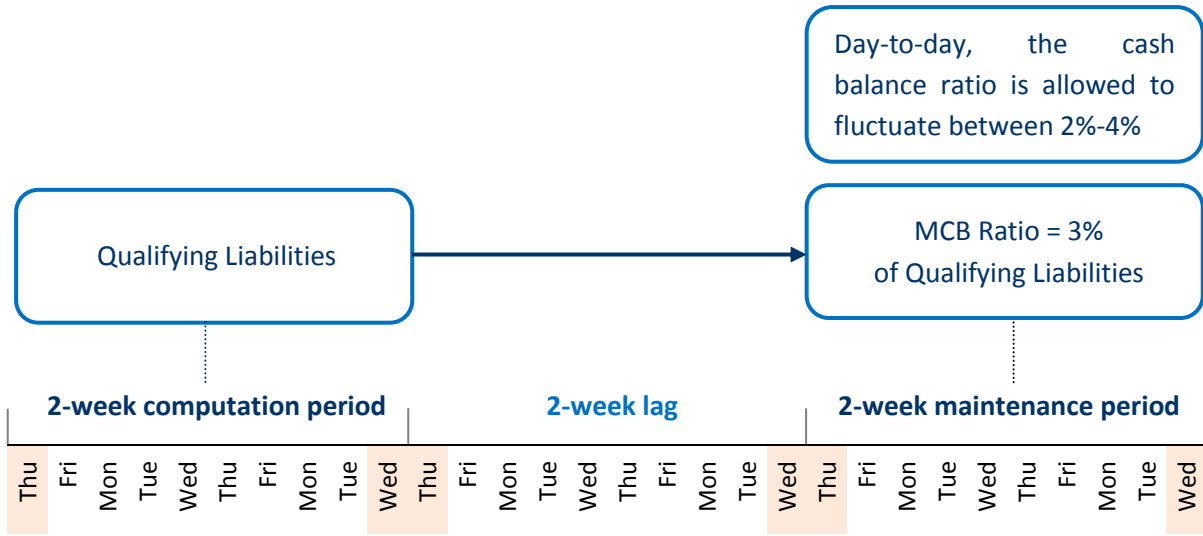 Day-to-day, the cash
balance ratio is allowed to
fluctuate between 2%-4%
Qualifying Liabilities
MCB Ratio = 3%
of Qualifying Liabilities
2-week computation period
2-week lag
2-week maintenance period
Thu
Fri
Mon
Tue
Wed
Thu
Fri
Mon
Tue
Wed
Thu
Fri
Mon
Tue
Wed
Thu
Fri
Mon
Tue
Wed
Thu
Fri
Mon
Tue
Wed
Thu
Fri
Mon
Tue
Wed